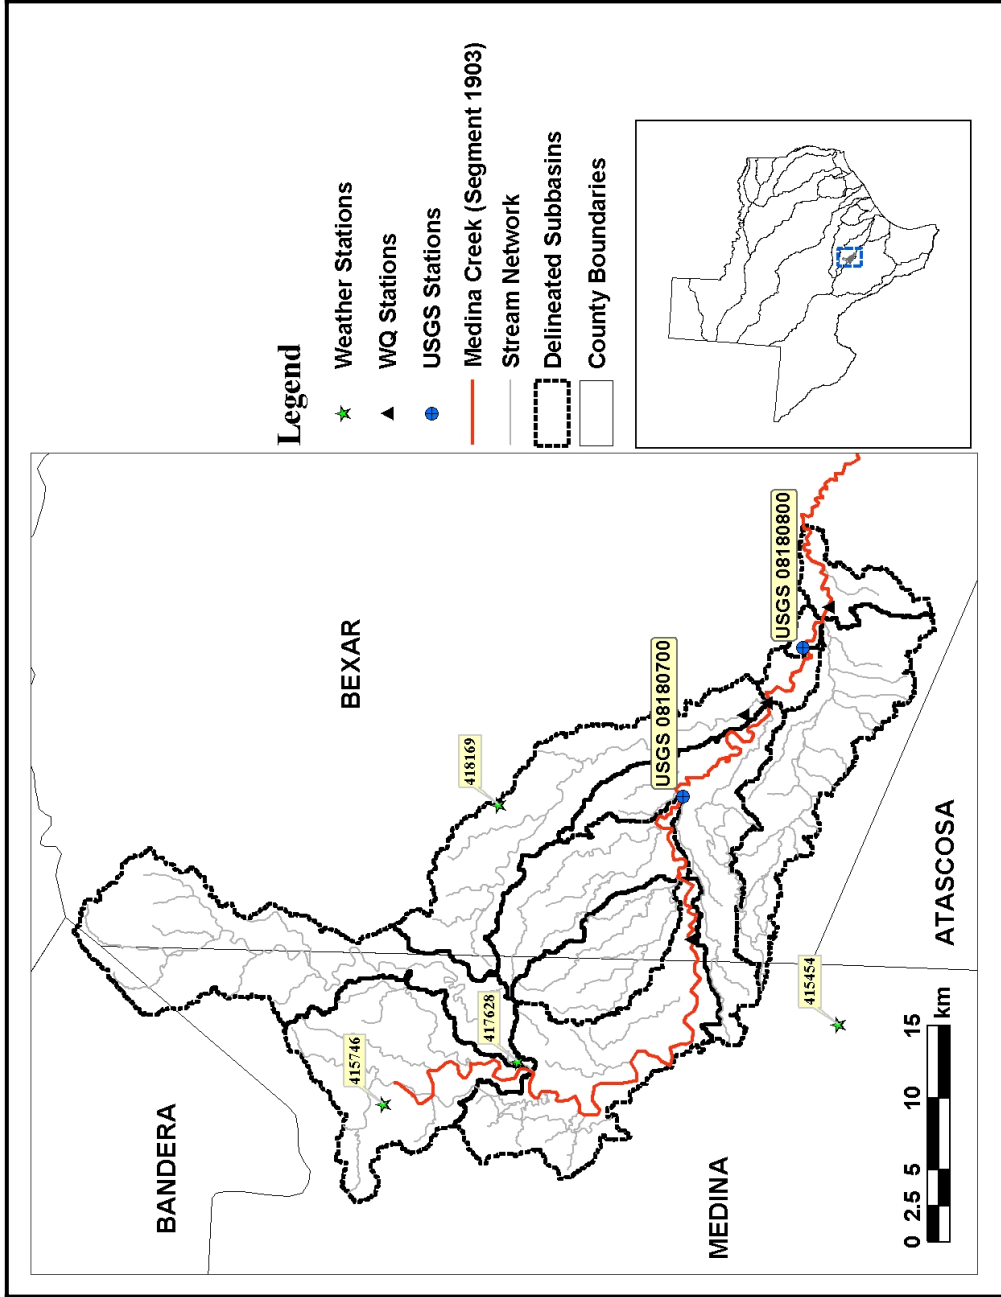 Legend
Weather Stations
WQ Stations
USGS Stations
Medina Creek (Segment 1903)
Stream Network
Delineated Subbasins
County Boundaries
BANDERA
BEXAR
MEDINA
ATASCOSA
415746
417628
418169
415454
USGS 08180700
USGS 08180800
0 2.5 5 10 15
km